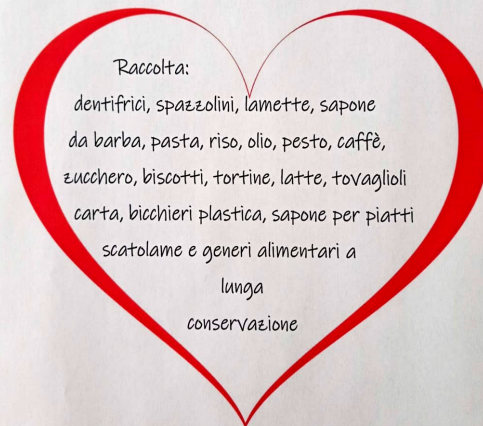 Raccolta:
dentifrici, spazzolini, lamette, sapone
da barba, pasta, riso, olio, pesto, caffè,
zucchero, biscotti, tortine, latte, tovaglioli
carta, bicchieri plastica, sapone per piatti
scatolame e generi alimentari a
lunga
conservazione